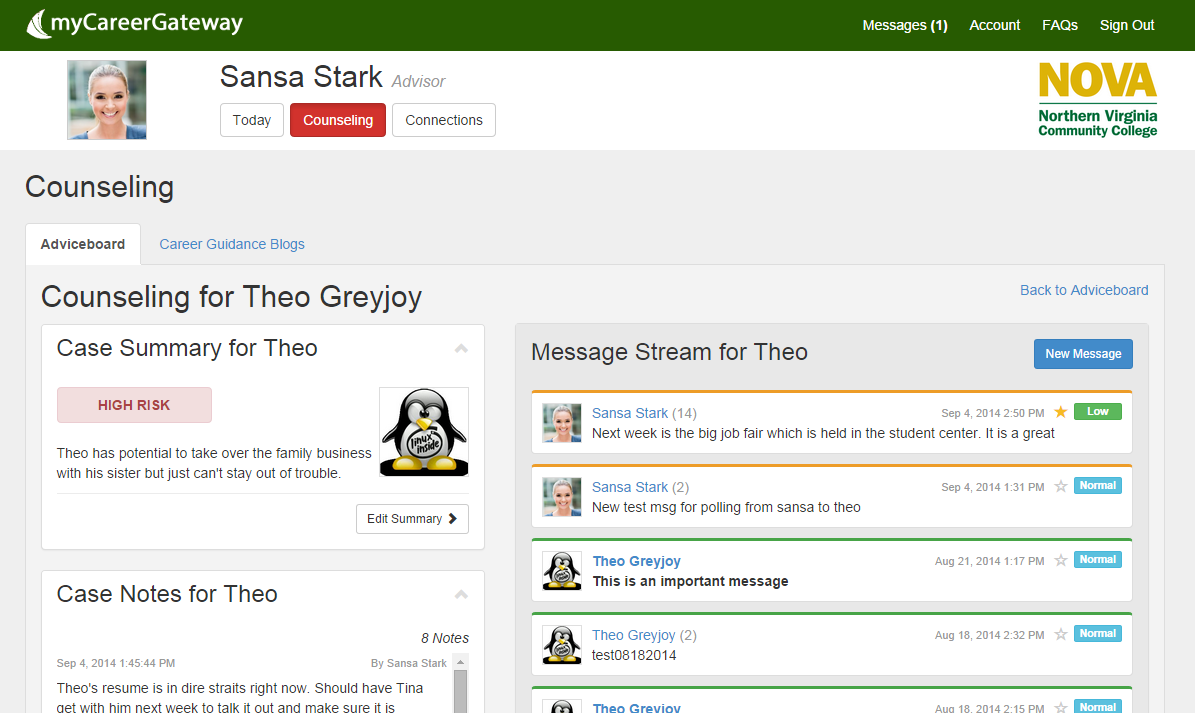 myCareerGateway
Messages (1) Account FAQs Sign Out
Sansa Stark Advisor
Today Counseling Connections
NOVA
Northern Virginia
Community College
Counseling
Adviceboard Career Guidance Blogs
Counseling for Theo Greyjoy
Back to Adviceboard
Case Summary for Theo
HIGH RISK
linux
inside
Theo has potential to take over the family business
with his sister but just can't stay out of trouble.
Edit Summary
Case Notes for Theo
8 Notes
Sep 4, 2014 1:45:44 PM By Sansa Stark
Theo's resume is in dire straits right now. Should have Tina
get with him next week to talk it out and make sure it is
Message Stream for Theo
New Message
Sansa Stark (14) Sep 4, 2014 2:50 PM Low
Next week is the big job fair which is held in the student center. It is a great
Sansa Stark (2) Sep 4, 2014 1:31 PM Normal
New test msg for polling from sansa to theo
Theo Greyjoy Aug 21, 2014 1:17 PM Normal
This is an important message
Theo Greyjoy (2) Aug 18, 2014 2:32 PM Normal
test08182014
Theo Greyjoy Aug 18, 2014 2:15 PM Normal